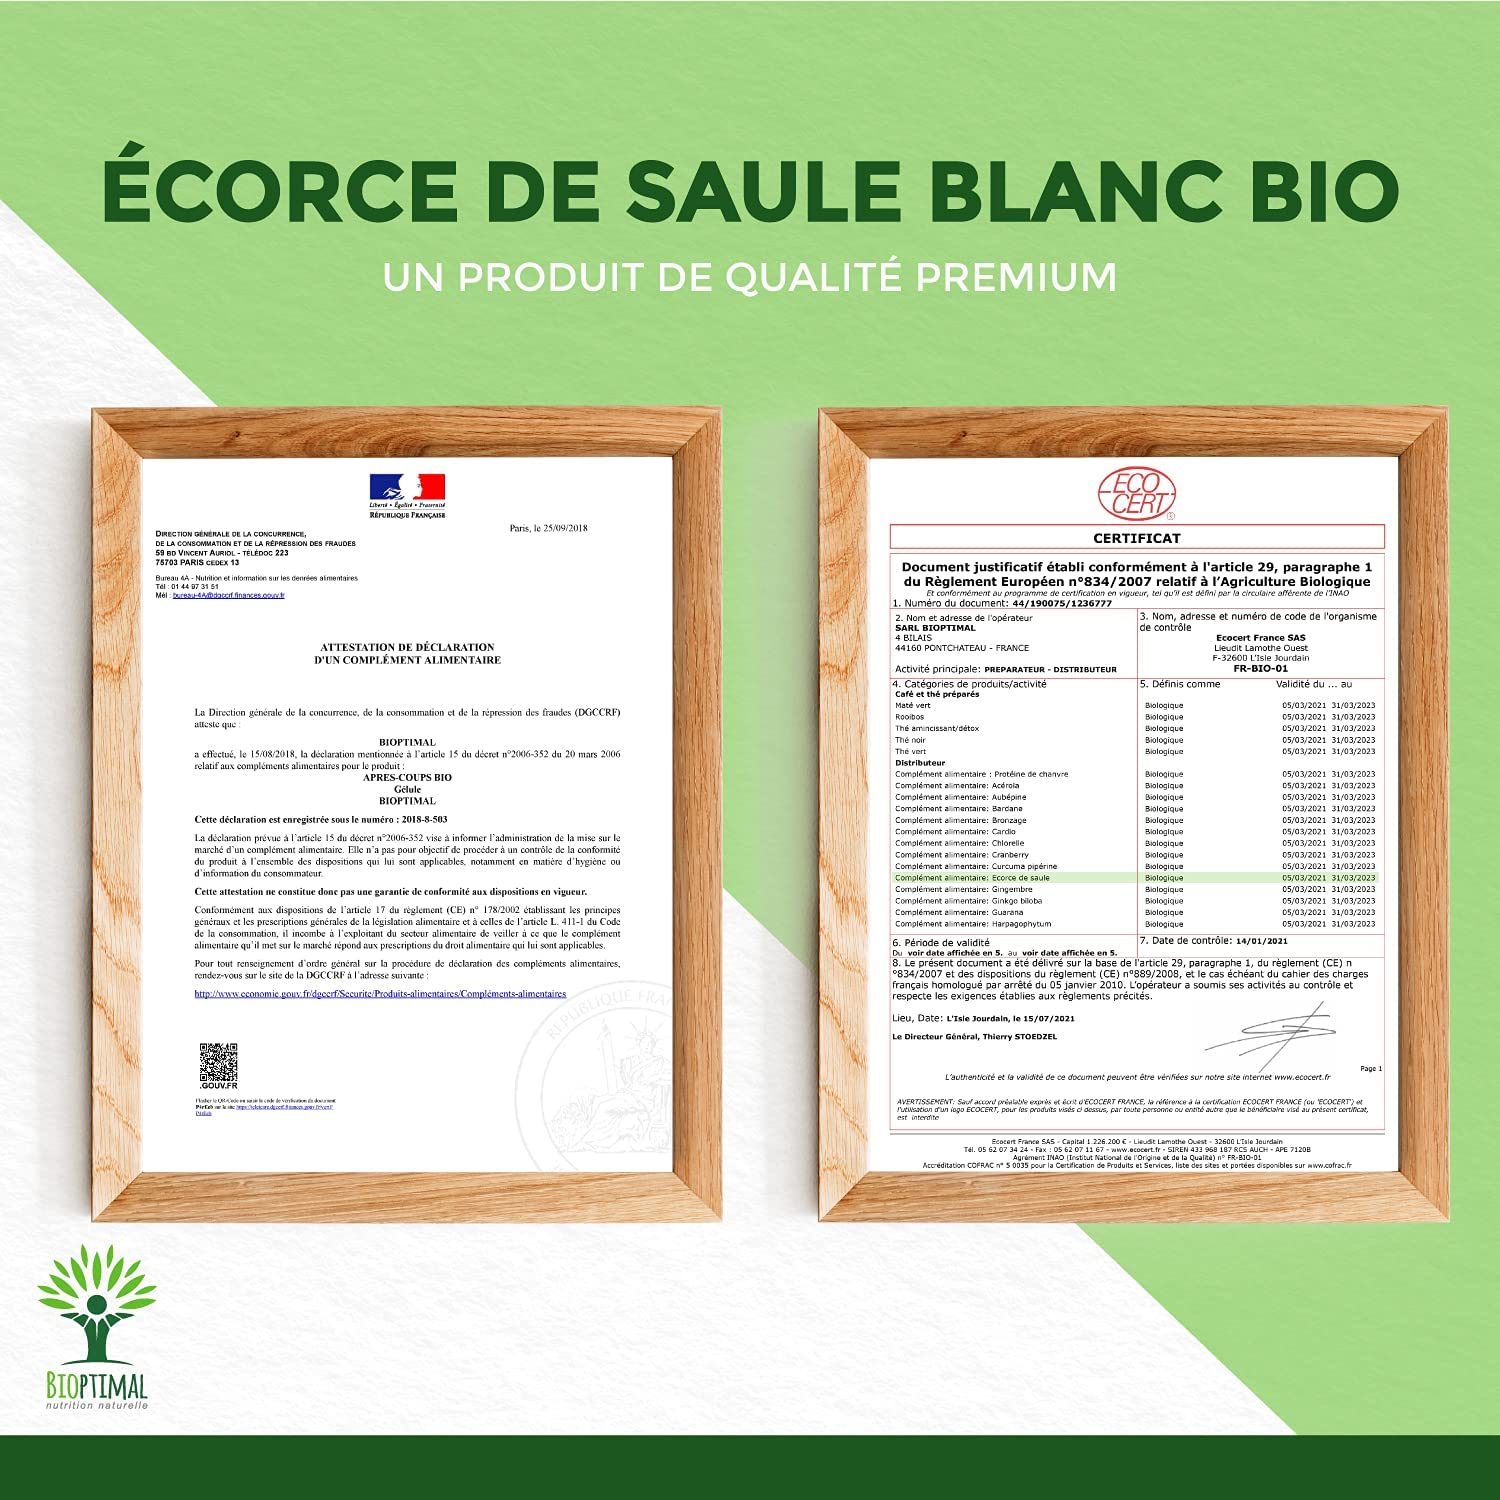 ÉCORCE DE SAULE BLANC BIO
UN PRODUIT DE QUALITÉ PREMIUM
Liberté • Égalité • Fraternité
RÉPUBLIQUE FRANÇAISE
Paris, le 25/09/2018
DIRECTION GÉNÉRALE DE LA CONCURRENCE,
DE LA CONSOMMATION ET DE LA RÉPRESSION DES FRAUDES
59 BD VINCENT AURIOL - TÉLÉDOC 223
75703 PARIS CEDEX 13
Bureau 4A - Nutrition et information sur les denrées alimentaires
Tél : 01 44 97 31 51
Mél : bureau-4A@dgccrf.finances.gouv.fr
ATTESTATION DE DÉCLARATION
D'UN COMPLÉMENT ALIMENTAIRE
La Direction générale de la concurrence, de la consommation et de la répression des fraudes (DGCCRF)
atteste que :
BIOPTIMAL
a effectué, le 15/08/2018, la déclaration mentionnée à l'article 15 du décret n°2006-352 du 20 mars 2006
relatif aux compléments alimentaires pour le produit :
APRES-COUPS BIO
Gélule
BIOPTIMAL
Cette déclaration est enregistrée sous le numéro : 2018-8-503
La déclaration prévue à l'article 15 du décret n°2006-352 vise à informer l'administration de la mise sur le
marché d'un complément alimentaire. Elle n'a pas pour objectif de procéder à un contrôle de la conformité
du produit à l'ensemble des dispositions qui lui sont applicables, notamment en matière d'hygiène ou
d'information du consommateur.
Cette attestation ne constitue donc pas une garantie de conformité aux dispositions en vigueur.
Conformément aux dispositions de l'article 17 du règlement (CE) n° 178/2002 établissant les principes
généraux et les prescriptions générales de la législation alimentaire et à celles de l'article L. 411-1 du Code
de la consommation, il incombe à l'exploitant du secteur alimentaire de veiller à ce que le complément
alimentaire qu'il met sur le marché répond aux prescriptions du droit alimentaire qui lui sont applicables.
Pour tout renseignement d'ordre général sur la procédure de déclaration des compléments alimentaires,
rendez-vous sur le site de la DGCCRF à l'adresse suivante :
http://www.economie.gouv.fr/dgccrf/Securite/Produits-alimentaires/Compléments-alimentaires
RÉPUBLIQUE FRA
.GOUV.FR
Flasher le QR-Code ou saisir le code de vérification de document
sur le site
ECO
CERT
CERTIFICAT
Document justificatif établi conformément à l'article 29, paragraphe 1
du Règlement Européen n°834/2007 relatif à l'Agriculture Biologique
Et conformément au programme de certification en vigueur, tel qu'il est défini par la circulaire afférente de l'INAO
1. Numéro du document: 44/190075/1236777
2. Nom et adresse de l'opérateur
SARL BIOPTIMAL
4 BILAIS
44160 PONTCHATEAU - FRANCE
Activité principale: PREPARATEUR - DISTRIBUTEUR
3. Nom, adresse et numéro de code de l'organisme
de contrôle
Ecocert France SAS
Lieudit Lamothe Ouest
F-32600 L'Isle Jourdain
FR-BIO-01
4. Catégories de produits/activité 5. Définis comme Validité du ... au
Café et thé préparés
Maté vert Biologique 05/03/2021 31/03/2023
Rooibos Biologique 05/03/2021 31/03/2023
Thé amincissant/détox Biologique 05/03/2021 31/03/2023
Thé noir Biologique 05/03/2021 31/03/2023
Thé vert Biologique 05/03/2021 31/03/2023
Distributeur
Complément alimentaire : Protéine de chanvre Biologique 05/03/2021 31/03/2023
Complément alimentaire: Acérola Biologique 05/03/2021 31/03/2023
Complément alimentaire: Aubépine Biologique 05/03/2021 31/03/2023
Complément alimentaire: Bardane Biologique 05/03/2021 31/03/2023
Complément alimentaire: Bronzage Biologique 05/03/2021 31/03/2023
Complément alimentaire: Cardio Biologique 05/03/2021 31/03/2023
Complément alimentaire: Chlorelle Biologique 05/03/2021 31/03/2023
Complément alimentaire: Cranberry Biologique 05/03/2021 31/03/2023
Complément alimentaire: Curcuma pipérine Biologique 05/03/2021 31/03/2023
Complément alimentaire: Ecorce de saule Biologique 05/03/2021 31/03/2023
Complément alimentaire: Gingembre Biologique 05/03/2021 31/03/2023
Complément alimentaire: Ginkgo biloba Biologique 05/03/2021 31/03/2023
Complément alimentaire: Guarana Biologique 05/03/2021 31/03/2023
Complément alimentaire: Harpagophytum Biologique 05/03/2021 31/03/2023
6. Période de validité
Du voir date affichée en 5. au voir date affichée en 5.
7. Date de contrôle: 14/01/2021
8. Le présent document a été délivré sur la base de l'article 29, paragraphe 1, du règlement (CE) n
°834/2007 et des dispositions du règlement (CE) n°889/2008, et le cas échéant du cahier des charges
français homologué par arrêté du 05 janvier 2010. L'opérateur a soumis ses activités au contrôle et
respecte les exigences établies aux règlements précités.
Lieu, Date: L'Isle Jourdain, le 15/07/2021
Le Directeur Général, Thierry STOEDZEL
Page 1
L'authenticité et la validité de ce document peuvent être vérifiées sur notre site internet www.ecocert.fr
AVERTISSEMENT: Sauf accord préalable exprès et écrit d'ECOCERT FRANCE, la référence à la certification ECOCERT FRANCE (ou 'ECOCERT') et
l'utilisation d'un logo ECOCERT, pour les produits visés ci dessus, par toute personne ou entité autre que le bénéficiaire visé au présent certificat,
est interdite
Ecocert France SAS - Capital 1.226.200 € - Lieudit Lamothe Ouest - 32600 L'Isle Jourdain
Tél. 05 62 07 34 24 - Fax : 05 62 07 11 67 - www.ecocert.fr - SIREN 433 968 187 RCS AUCH - APE 7120B
Agrément INAO (Institut National de l'Origine et de la Qualité) n° FR-BIO-01
Accréditation COFRAC n° 5 0035 pour la Certification de Produits et Services, liste des sites et portées disponibles sur www.cofrac.fr
BIOPTIMAL
nutrition naturelle